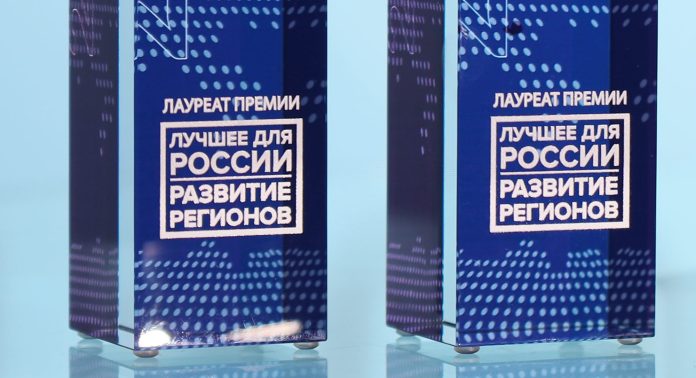 ЛАУРЕАТ ПРЕМИИ
ЛУЧШЕЕ ДЛЯ
РОССИИ
РАЗВИТИЕ
РЕГИОНОВ
ЛАУРЕАТ ПРЕМИИ
ЛУЧШЕЕ ДЛЯ
РОССИИ
РАЗВИТИЕ
РЕГИОНОВ